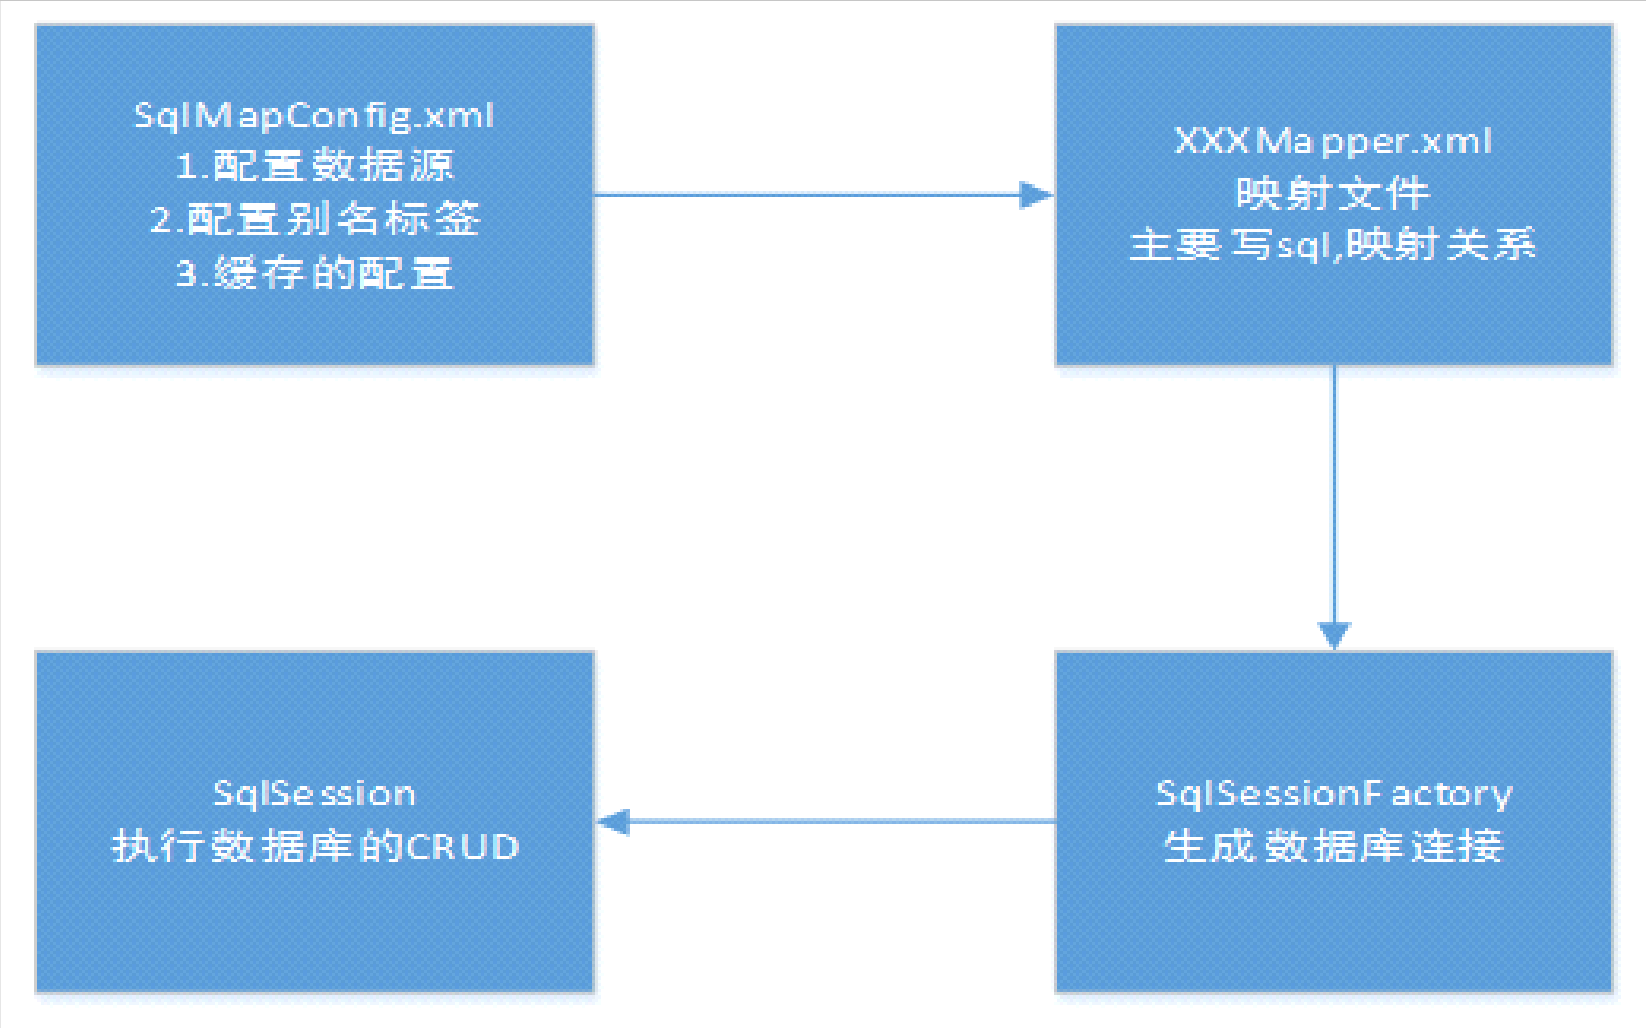 SqlMapConfig.xml
1.配置数据源
2.配置别名标签
3.缓存的配置
XXXMapper.xml
映射文件
主要写sql,映射关系
SqlSession
执行数据库的CRUD
SqlSessionFactory
生成数据库连接